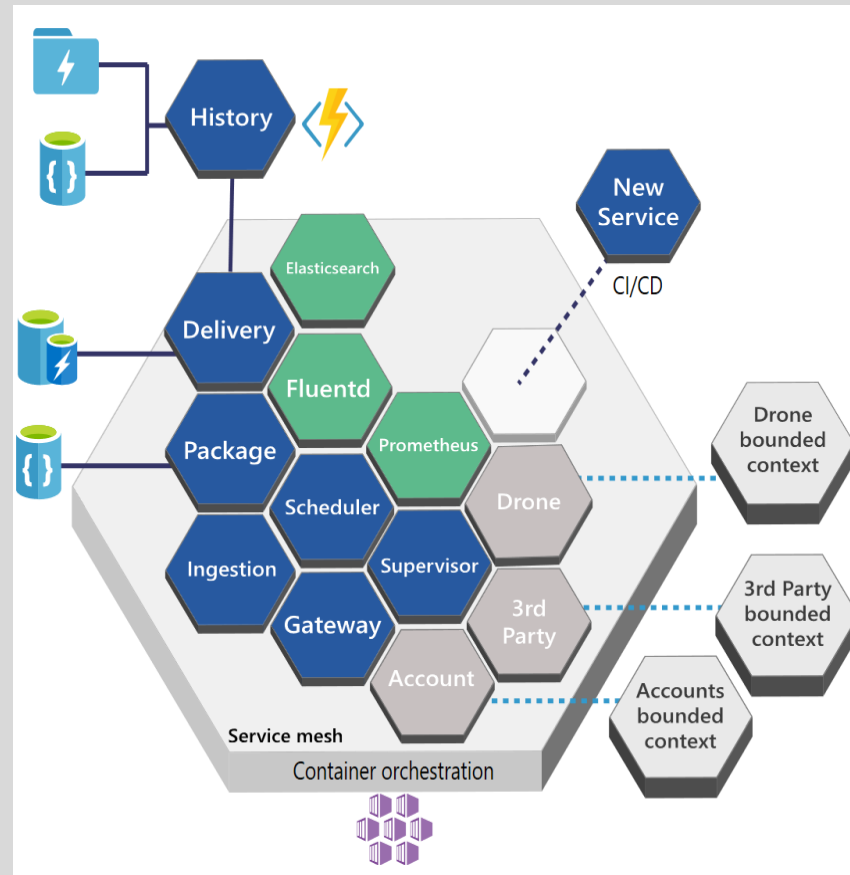 History
New
Service
CI/CD
Elasticsearch
Delivery
Fluentd
Prometheus
Package
Scheduler
Drone
Ingestion
Supervisor
Gateway
3rd
Party
Account
Drone
bounded
context
3rd Party
bounded
context
Accounts
bounded
context
Service mesh
Container orchestration